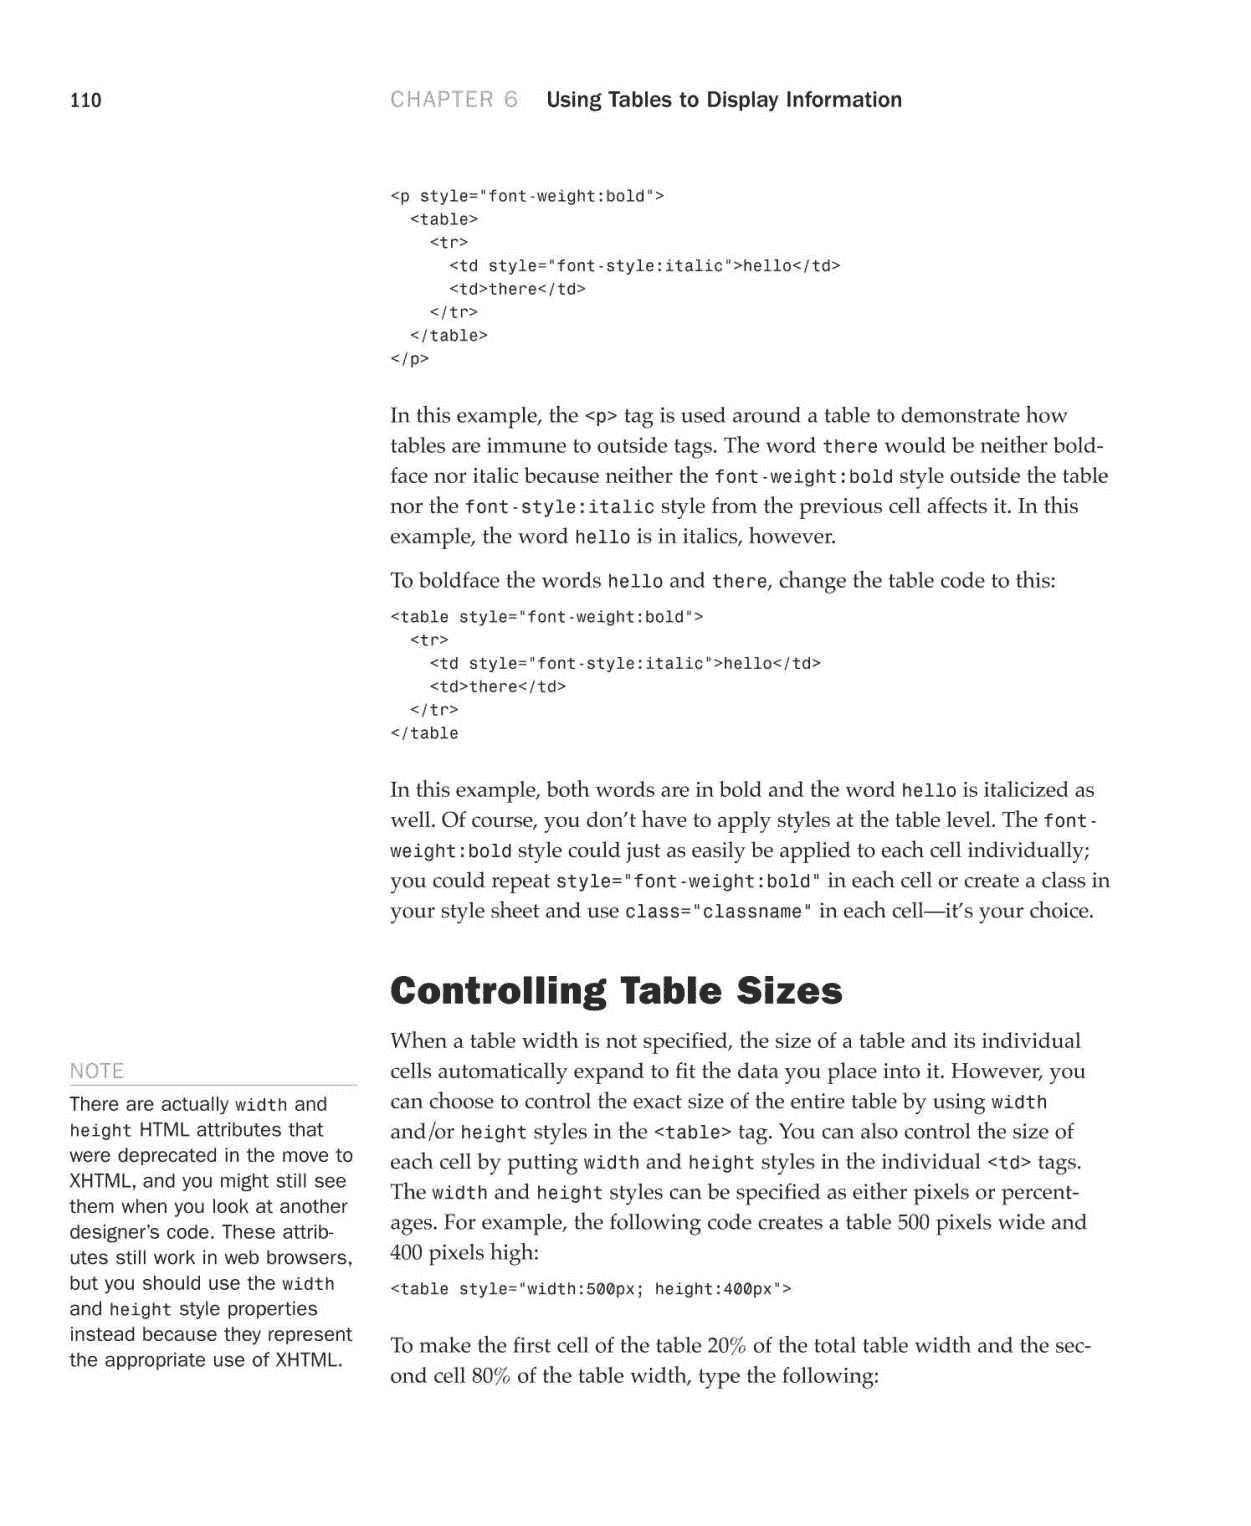 110
CHAPTER 6 Using Tables to Display Information
<p style="font-weight:bold">
  <table>
    <tr>
      <td style="font-style:italic">hello</td>
      <td>there</td>
    </tr>
  </table>
</p>
In this example, the <p> tag is used around a table to demonstrate how
tables are immune to outside tags. The word there would be neither bold-
face nor italic because neither the font-weight:bold style outside the table
nor the font-style:italic style from the previous cell affects it. In this
example, the word hello is in italics, however.
To boldface the words hello and there, change the table code to this:
<table style="font-weight:bold">
  <tr>
    <td style="font-style:italic">hello</td>
    <td>there</td>
  </tr>
</table
In this example, both words are in bold and the word hello is italicized as
well. Of course, you don't have to apply styles at the table level. The font-
weight:bold style could just as easily be applied to each cell individually;
you could repeat style="font-weight:bold" in each cell or create a class in
your style sheet and use class="classname" in each cell—it's your choice.
Controlling Table Sizes
When a table width is not specified, the size of a table and its individual
cells automatically expand to fit the data you place into it. However, you
can choose to control the exact size of the entire table by using width
and/or height styles in the <table> tag. You can also control the size of
each cell by putting width and height styles in the individual <td> tags.
The width and height styles can be specified as either pixels or percent-
ages. For example, the following code creates a table 500 pixels wide and
400 pixels high:
<table style="width:500px; height:400px">
To make the first cell of the table 20% of the total table width and the sec-
ond cell 80% of the table width, type the following:
NOTE
There are actually width and
height HTML attributes that
were deprecated in the move to
XHTML, and you might still see
them when you look at another
designer's code. These attrib-
utes still work in web browsers,
but you should use the width
and height style properties
instead because they represent
the appropriate use of XHTML.